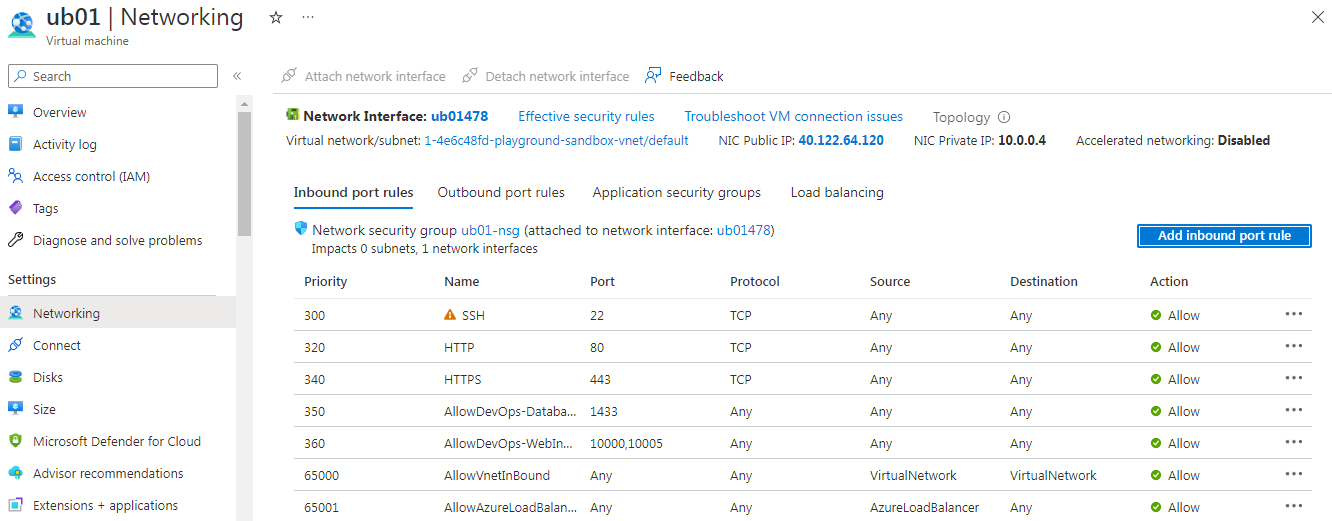 ub01 | Networking
Virtual machine
Search
Attach network interface Detach network interface Feedback
Overview
Activity log
Access control (IAM)
Tags
Diagnose and solve problems
Settings
Networking
Connect
Disks
Size
Microsoft Defender for Cloud
Advisor recommendations
Extensions + applications
Network Interface: ub01478 Effective security rules Troubleshoot VM connection issues Topology
Virtual network/subnet: 1-4e6c48fd-playground-sandbox-vnet/default NIC Public IP: 40.122.64.120 NIC Private IP: 10.0.0.4 Accelerated networking: Disabled
Inbound port rules Outbound port rules Application security groups Load balancing
Network security group ub01-nsg (attached to network interface: ub01478)
Impacts 0 subnets, 1 network interfaces
Add inbound port rule
Priority Name Port Protocol Source Destination Action
300 SSH 22 TCP Any Any Allow
320 HTTP 80 TCP Any Any Allow
340 HTTPS 443 TCP Any Any Allow
350 AllowDevOps-Databa... 1433 Any Any Any Allow
360 AllowDevOps-WebIn... 10000,10005 Any Any Any Allow
65000 AllowVnetInBound Any Any VirtualNetwork VirtualNetwork Allow
65001 AllowAzureLoadBalan... Any Any AzureLoadBalancer Any Allow